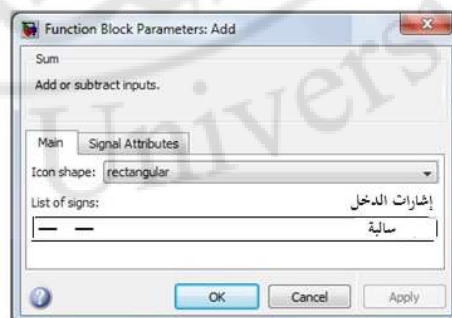 Function Block Parameters: Add
Sum
Add or subtract inputs.
Main Signal Attributes
Icon shape: rectangular
List of signs: إشارات الدخل
— — سالبة
OK Cancel Apply
Univers